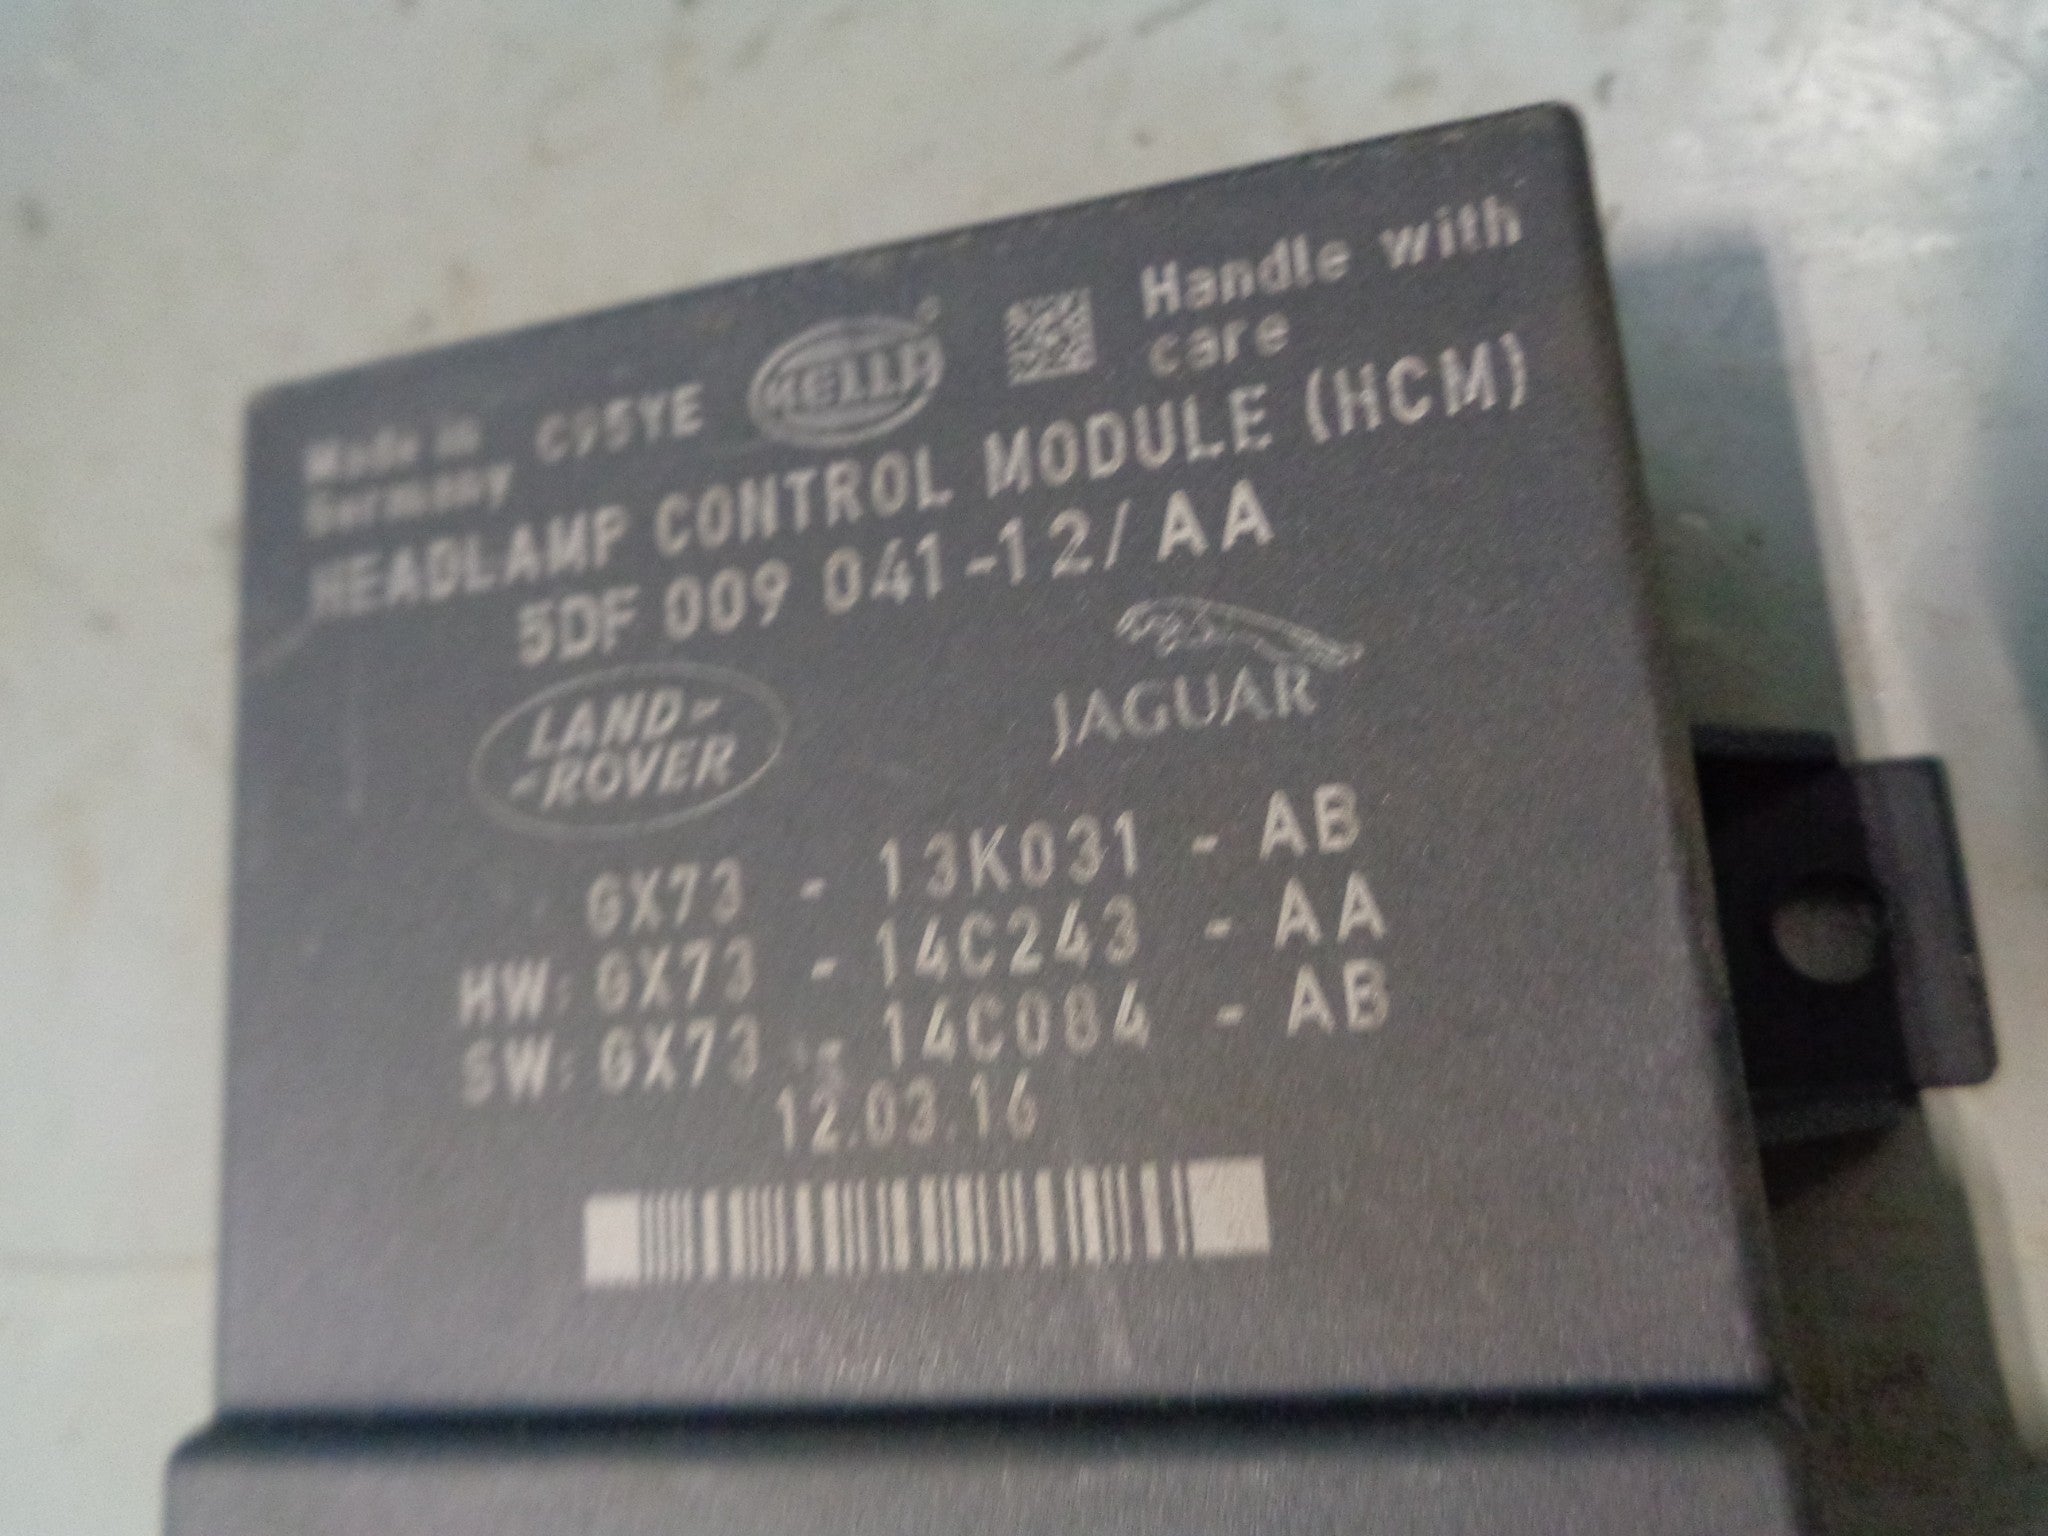 Handle with
care
Made in
Germany
C95YE
HELLA
HEADLAMP CONTROL MODULE (HCM)
5DF 009 041-12/AA
LAND-
-ROVER
JAGUAR
GX73 - 13K031 - AB
HW: GX73 - 14C243 - AA
SW: GX73 - 14C084 - AB
12.03.16